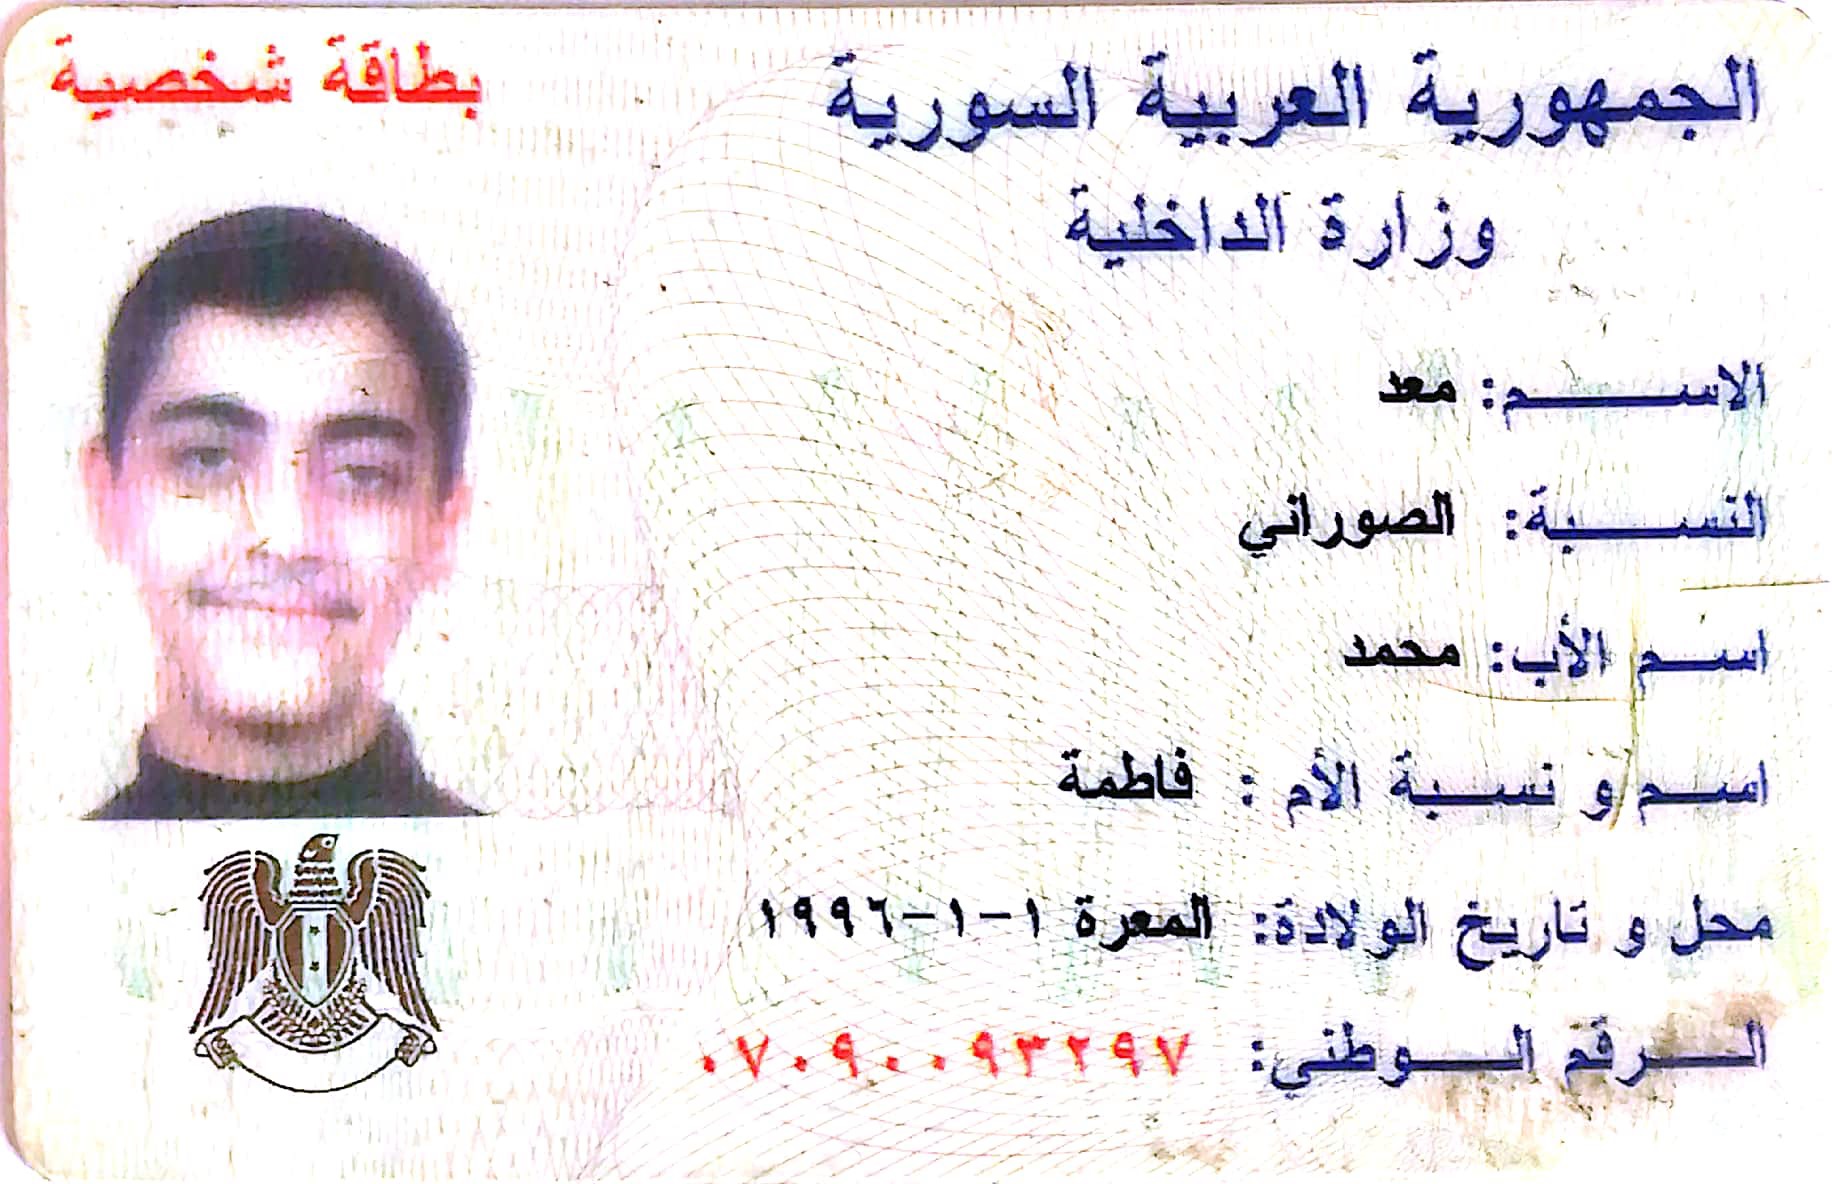 بطاقة شخصية
الجمهورية العربية السورية
وزارة الداخلية
الاسم: معد
النسبة: الصوراني
اسم الأب: محمد
اسم و نسبة الأم : فاطمة
محل و تاريخ الولادة: المعرة ١-١-١٩٩٦
الرقم الوطني: ٠٧٠٩٠٠٩٣٢٩٧